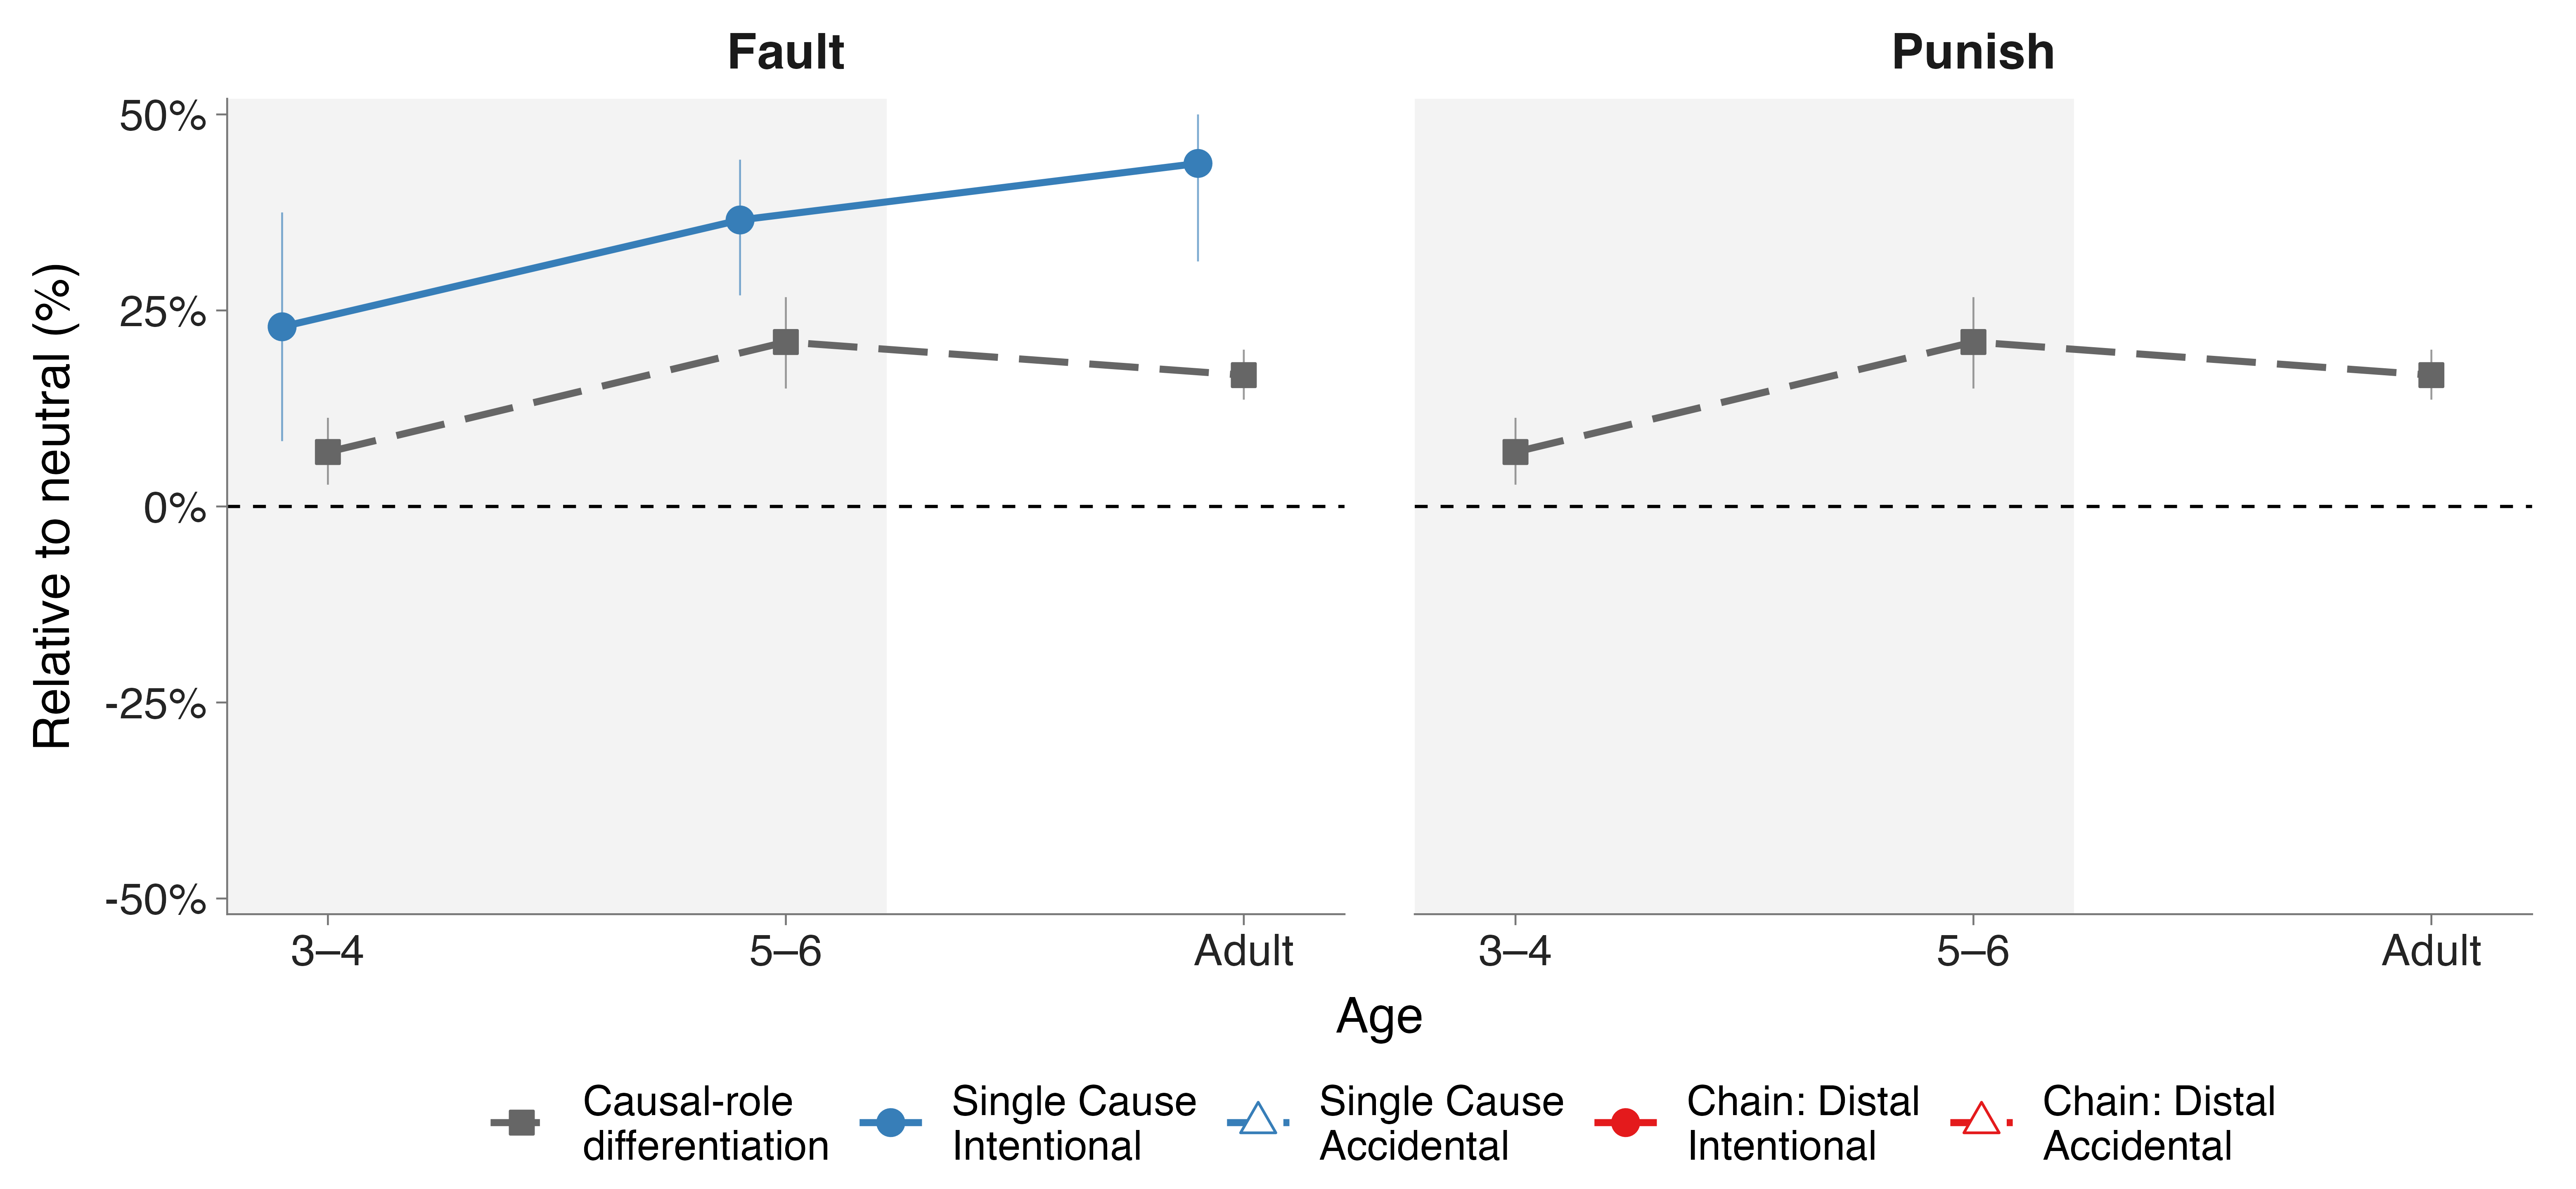 Fault
Punish
Relative to neutral (%)
50%
25%
0%
-25%
-50%
3–4
5–6
Adult
3–4
5–6
Adult
Age
Causal-role
differentiation
Single Cause
Intentional
Single Cause
Accidental
Chain: Distal
Intentional
Chain: Distal
Accidental